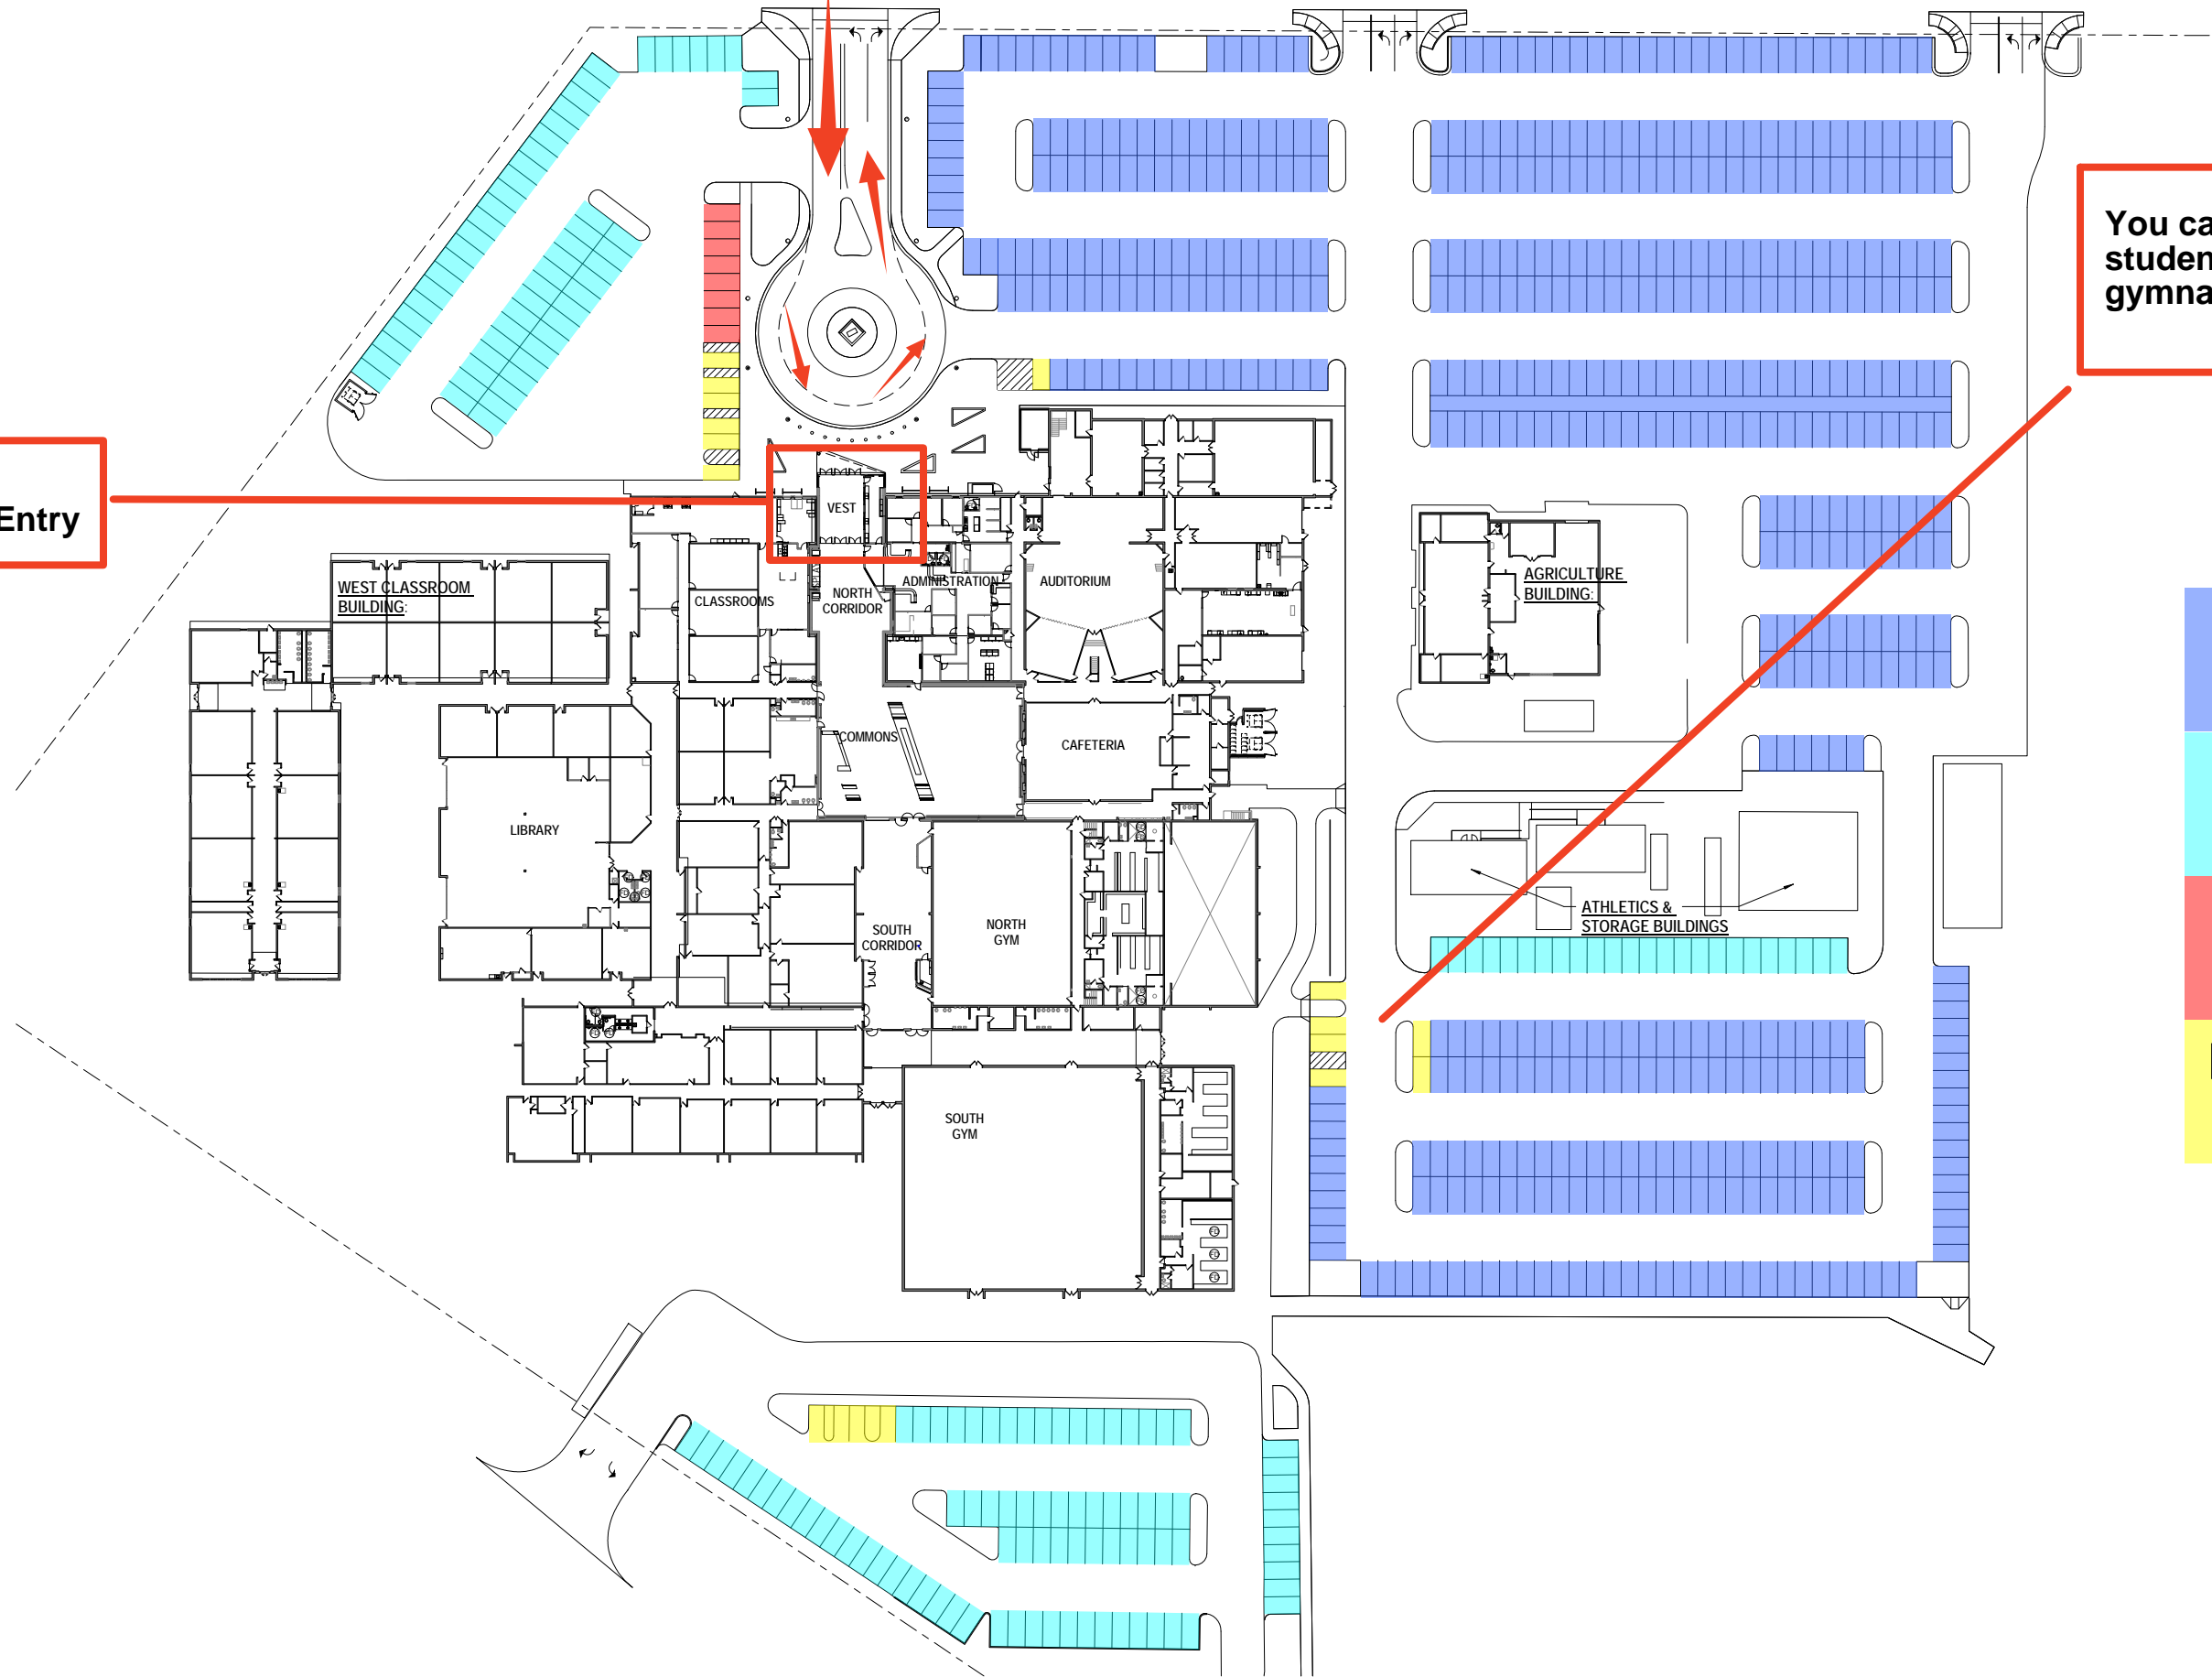 You ca
studen
gymna
Entry
VEST
WEST CLASSROOM
BUILDING:
CLASSROOMS
NORTH
CORRIDOR
ADMINISTRATION
AUDITORIUM
AGRICULTURE
BUILDING:
COMMONS
CAFETERIA
LIBRARY
SOUTH
CORRIDOR
NORTH
GYM
ATHLETICS &
STORAGE BUILDINGS
SOUTH
GYM